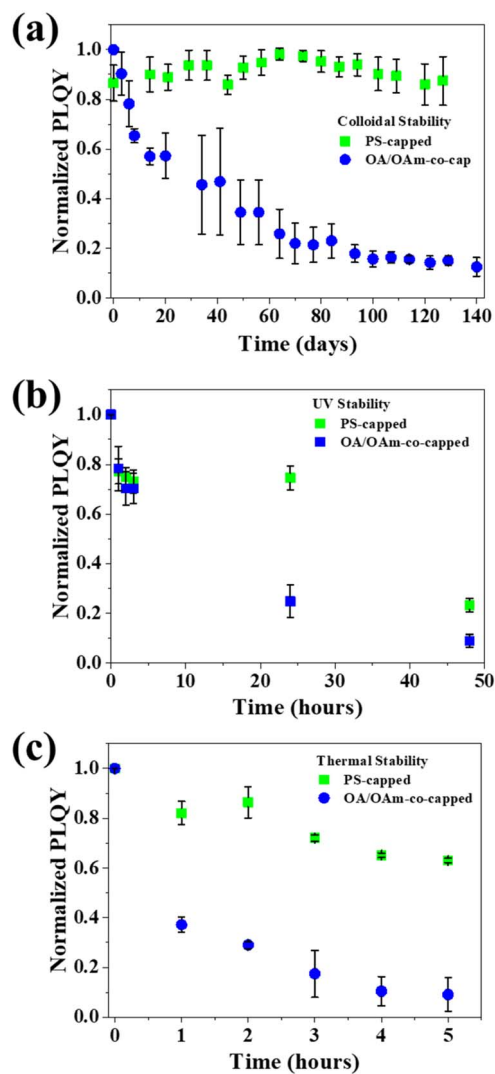 (a)
Normalized PLQY
1.0
0.8
0.6
0.4
0.2
0.0
Colloidal Stability
PS-capped
OA/OAm-co-cap
0 20 40 60 80 100 120 140
Time (days)
(b)
Normalized PLQY
1.0
0.8
0.6
0.4
0.2
0.0
UV Stability
PS-capped
OA/OAm-co-capped
0 10 20 30 40 50
Time (hours)
(c)
Normalized PLQY
1.0
0.8
0.6
0.4
0.2
0.0
Thermal Stability
PS-capped
OA/OAm-co-capped
0 1 2 3 4 5
Time (hours)